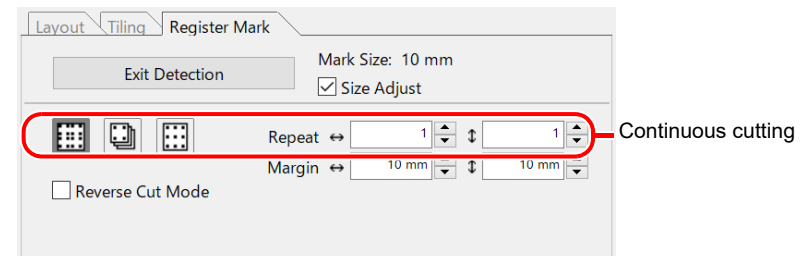 Layout Tiling Register Mark
Exit Detection
Mark Size: 10 mm
Size Adjust
Repeat ↔ 1 ↕ 1
Continuous cutting
Margin ↔ 10 mm ↕ 10 mm
Reverse Cut Mode